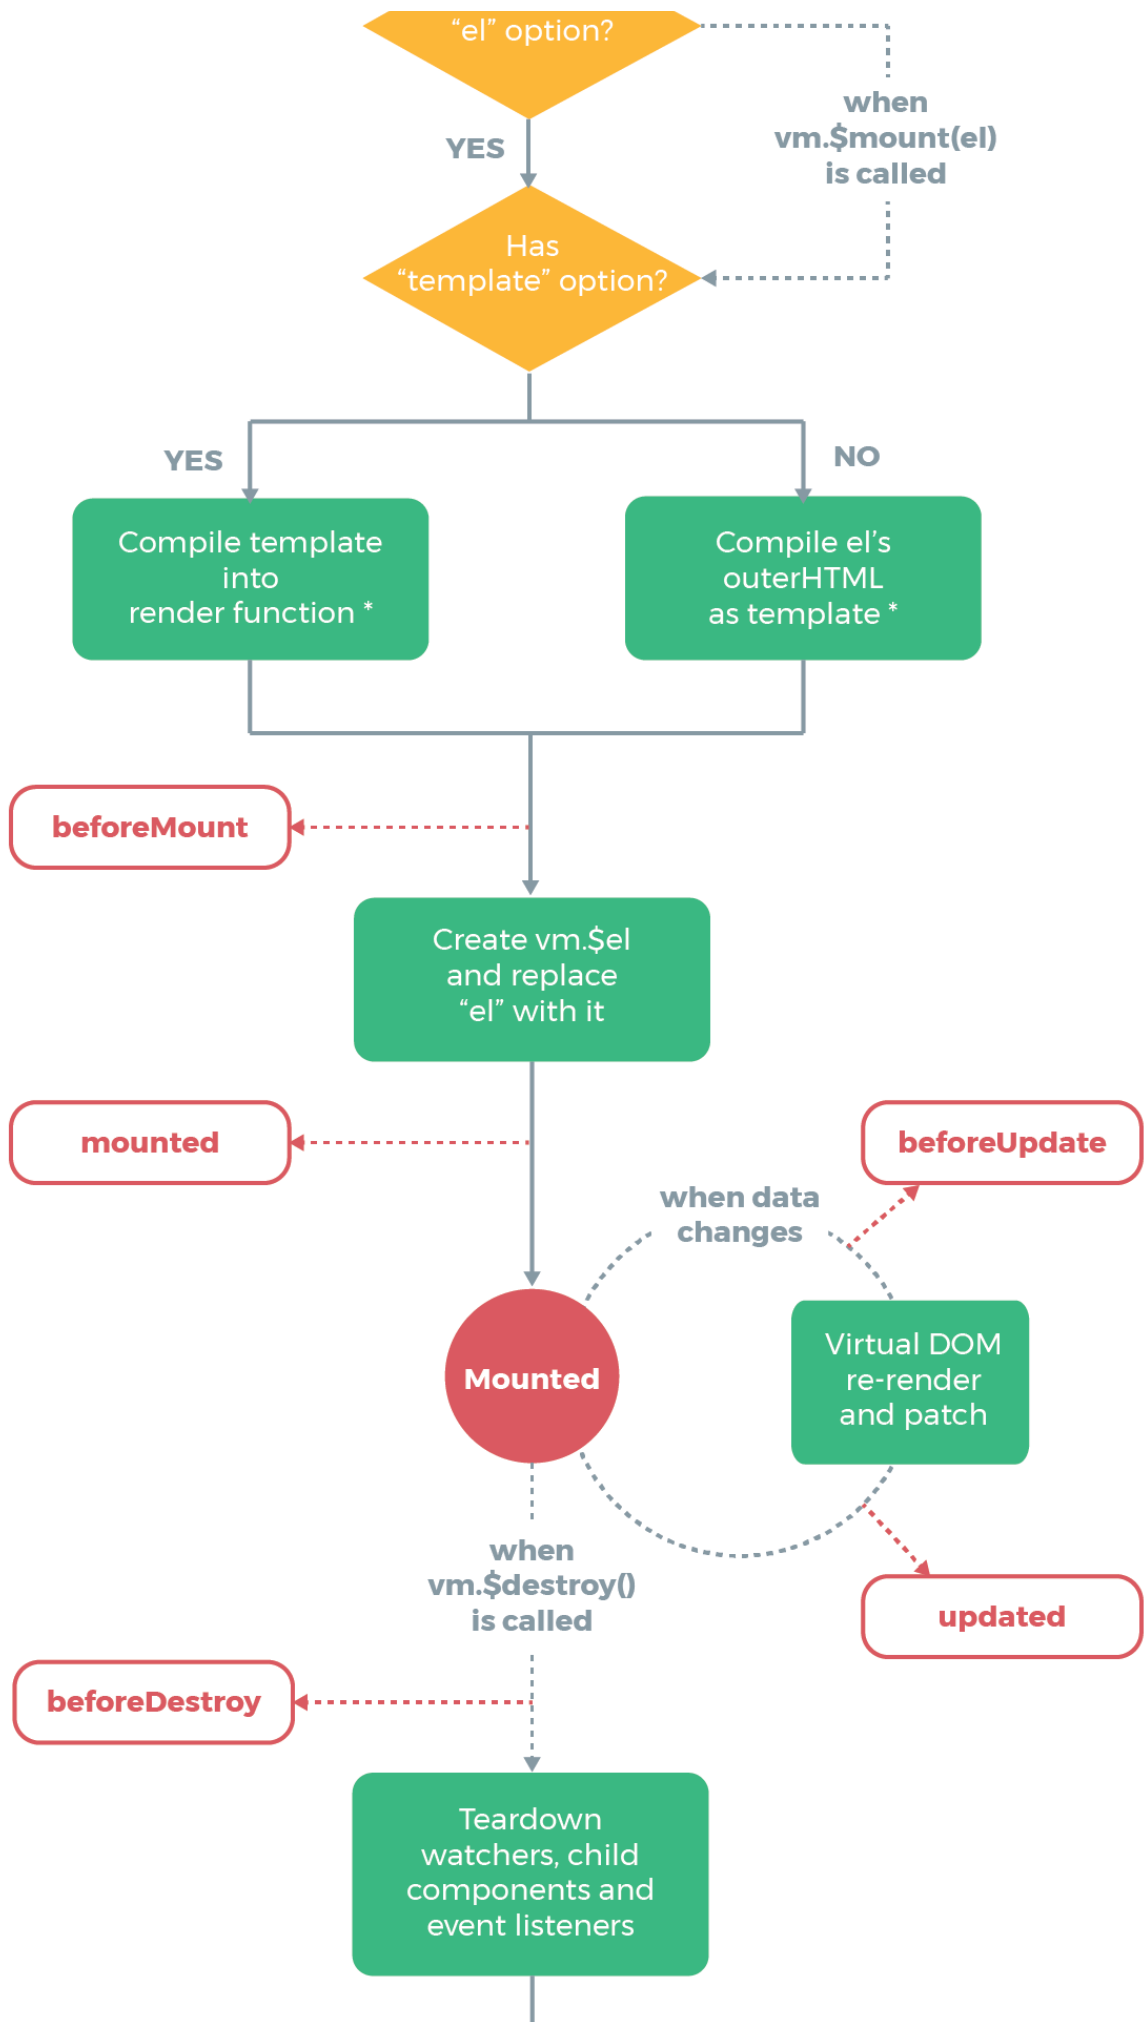 “el” option?
when
vm.$mount(el)
is called
YES
Has
“template” option?
YES
NO
Compile template
into
render function *
Compile el’s
outerHTML
as template *
beforeMount
Create vm.$el
and replace
“el” with it
mounted
beforeUpdate
when data
changes
Mounted
Virtual DOM
re-render
and patch
when
vm.$destroy()
is called
updated
beforeDestroy
Teardown
watchers, child
components and
event listeners